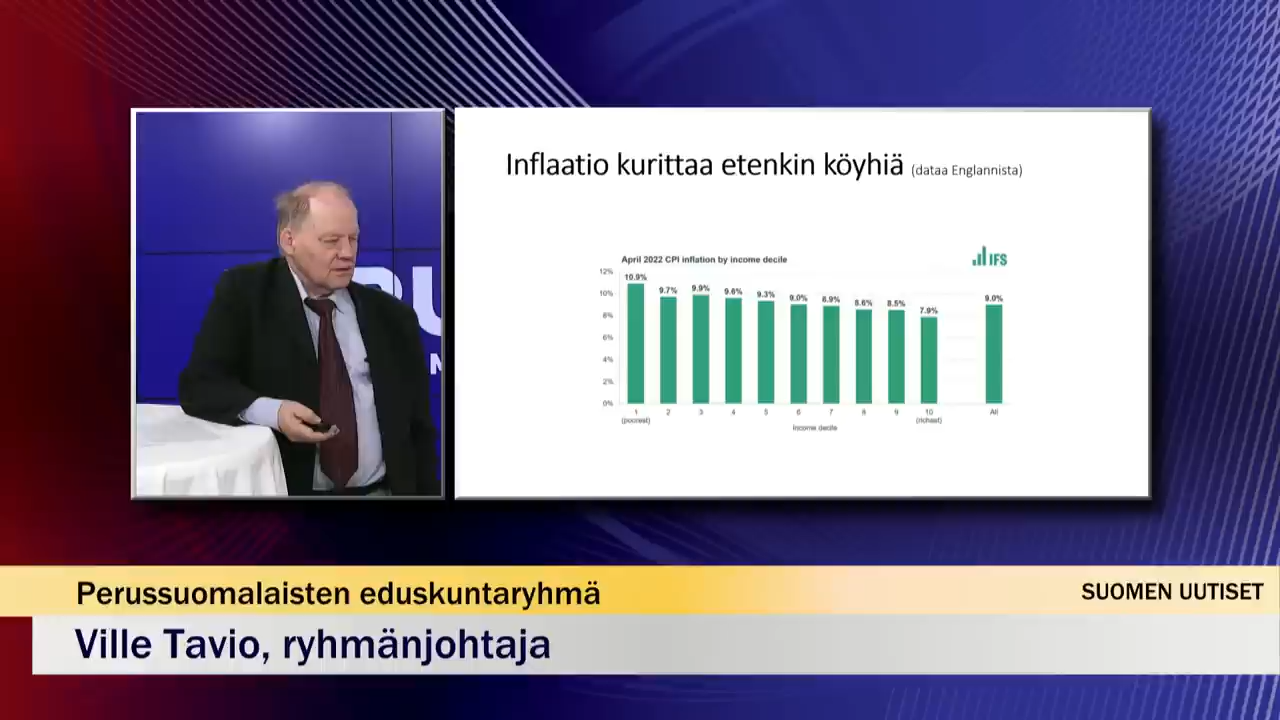 Inflaatio kurittaa etenkin köyhiä (dataa Englannista)
April 2022 CPI inflation by income decile
IFS
12%
10%
8%
6%
4%
2%
0%
10.9%
9.7%
9.9%
9.6%
9.3%
9.0%
8.9%
8.6%
8.5%
7.9%
9.0%
1 2 3 4 5 6 7 8 9 10 All
(poorest) (richest)
Income decile
Perussuomalaisten eduskuntaryhmä
SUOMEN UUTISET
Ville Tavio, ryhmänjohtaja